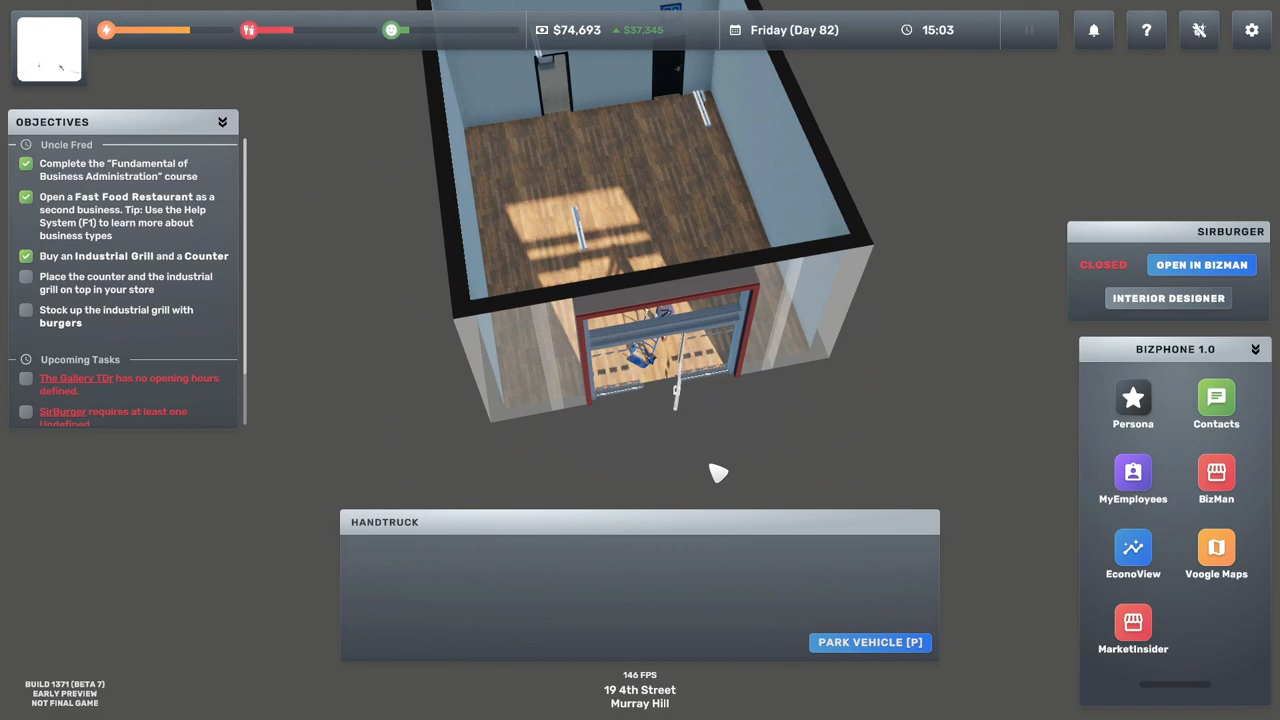 $74,693
$37,345
Friday (Day 82)
15:03
?
OBJECTIVES
Uncle Fred
Complete the "Fundamental of
Business Administration" course
Open a Fast Food Restaurant as a
second business. Tip: Use the Help
System (F1) to learn more about
business types
Buy an Industrial Grill and a Counter
Place the counter and the industrial
grill on top in your store
Stock up the industrial grill with
burgers
Upcoming Tasks
The Gallery TDr has no opening hours
defined.
SirBurger requires at least one
Undefined
SIRBURGER
CLOSED
OPEN IN BIZMAN
INTERIOR DESIGNER
BIZPHONE 1.0
Persona
Contacts
MyEmployees
BizMan
EconoView
Voogle Maps
MarketInsider
HANDTRUCK
PARK VEHICLE [P]
146 FPS
19 4th Street
Murray Hill
BUILD 1371 (BETA 7)
EARLY PREVIEW
NOT FINAL GAME